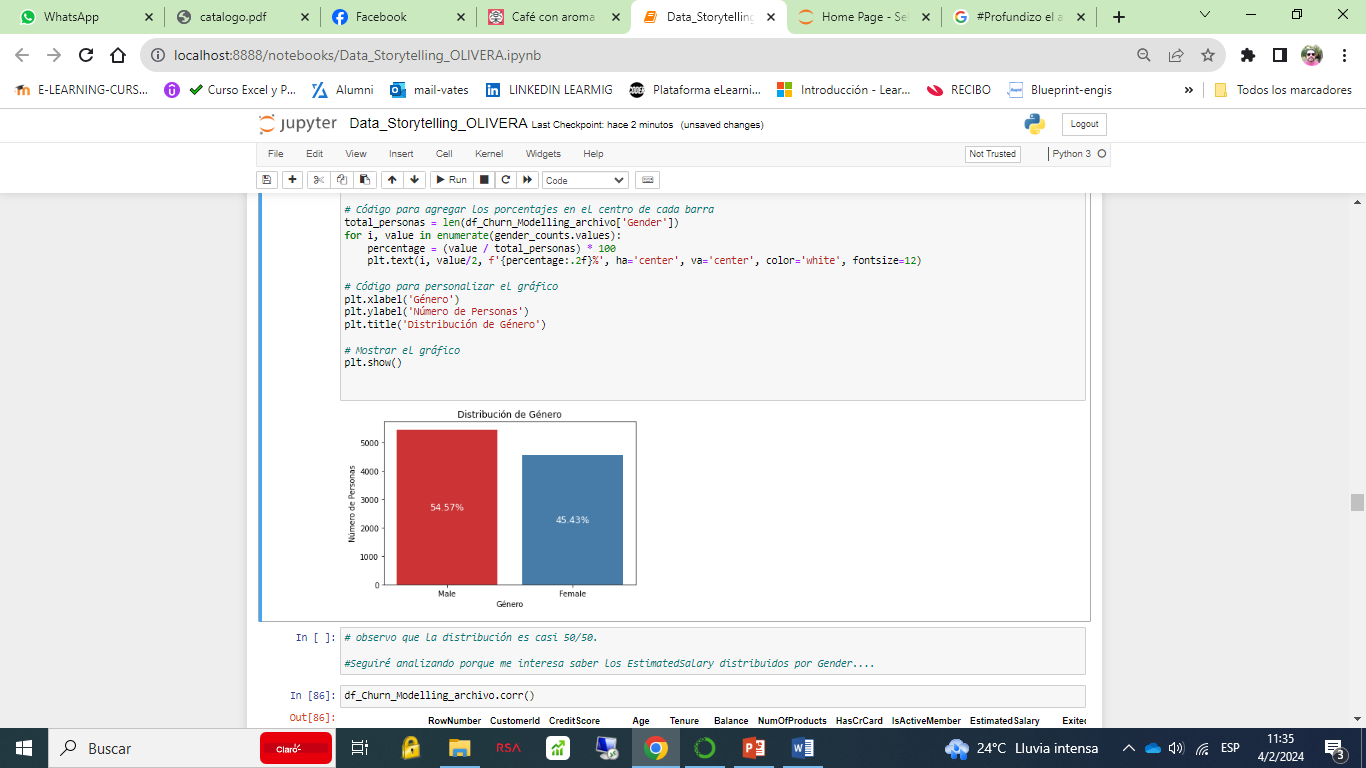 WhatsApp
catalogo.pdf
Facebook
Café con aroma
Data_Storytelling
Home Page - Se
#Profundizo el a
localhost:8888/notebooks/Data_Storytelling_OLIVERA.ipynb
E-LEARNING-CURS...
Curso Excel y P...
Alumni
mail-vates
LINKEDIN LEARMIG
Plataforma eLearni...
Introducción - Lear...
RECIBO
Blueprint-engis
»
Todos los marcadores
jupyter Data_Storytelling_OLIVERA Last Checkpoint: hace 2 minutos (unsaved changes)
Logout
File Edit View Insert Cell Kernel Widgets Help
Not Trusted
Python 3
Run
Code
# Código para agregar los porcentajes en el centro de cada barra
total_personas = len(df_Churn_Modelling_archivo['Gender'])
for i, value in enumerate(gender_counts.values):
    percentage = (value / total_personas) * 100
    plt.text(i, value/2, f'{percentage:.2f}%', ha='center', va='center', color='white', fontsize=12)
# Código para personalizar el gráfico
plt.xlabel('Género')
plt.ylabel('Número de Personas')
plt.title('Distribución de Género')
# Mostrar el gráfico
plt.show()
Distribución de Género
Número de Personas
5000
4000
3000
2000
1000
0
54.57%
45.43%
Male
Female
Género
In [ ]:
# observo que la distribución es casi 50/50.
#Seguiré analizando porque me interesa saber los EstimatedSalary distribuidos por Gender....
In [86]:
df_Churn_Modelling_archivo.corr()
Out[86]:
RowNumber CustomerId CreditScore Age Tenure Balance NumOfProducts HasCrCard IsActiveMember EstimatedSalary Exited
Buscar
Claro
RSA
24°C Lluvia intensa
ESP
11:35
4/2/2024
3